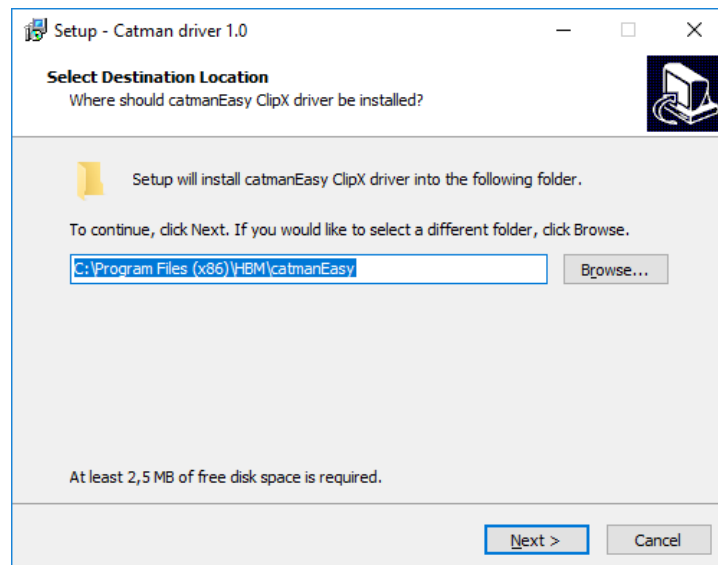 Setup - Catman driver 1.0
Select Destination Location
Where should catmanEasy ClipX driver be installed?
Setup will install catmanEasy ClipX driver into the following folder.
To continue, click Next. If you would like to select a different folder, click Browse.
C:\Program Files (x86)\HBM\catmanEasy
Browse...
At least 2,5 MB of free disk space is required.
Next >
Cancel